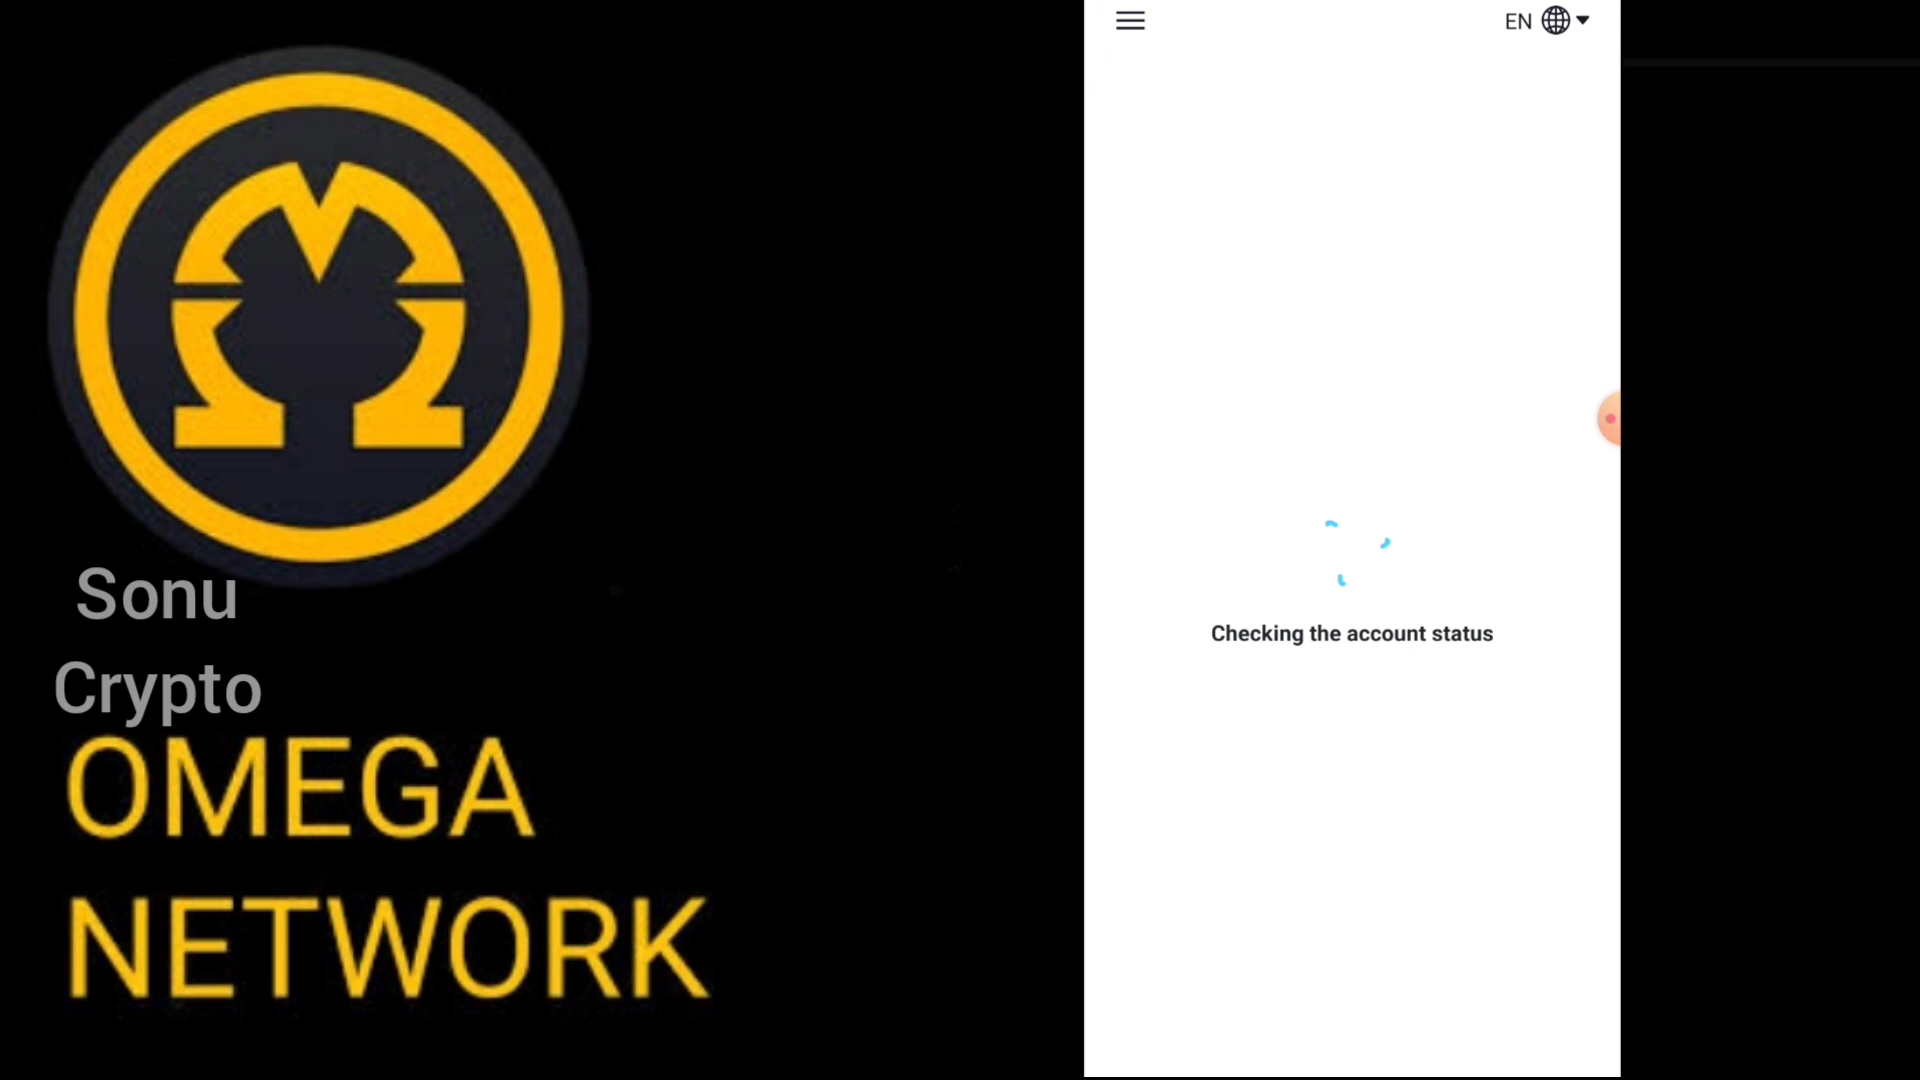 Sonu
Crypto
OMEGA
NETWORK
EN
Checking the account status